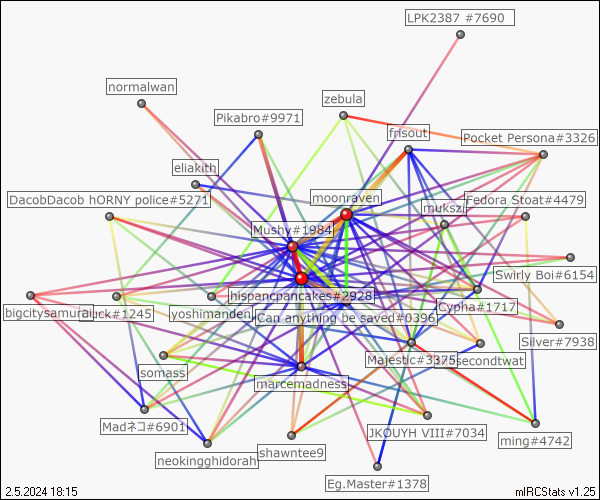 LPK2387 #7690
normalwan
zebula
Pikabro#9971
frisout
Pocket Persona#3326
eliakith
moonraven
DacobDacob hORNY police#5271
Fedora Stoat#4479
Mushy#1984
Swirly Boi#6154
hispancpancakes#2928
bigcitysamurai
yoshimanden
Cypha#1717
Can anything be saved#0396
Silver#7938
Majestic#3375
secondtwat
somass
marcemadness
Madネコ#6901
JKOUYH VIII#7034
ming#4742
shawntee9
neokingghidorah
Eg.Master#1378
2.5.2024 18:15
mIRCStats v1.25